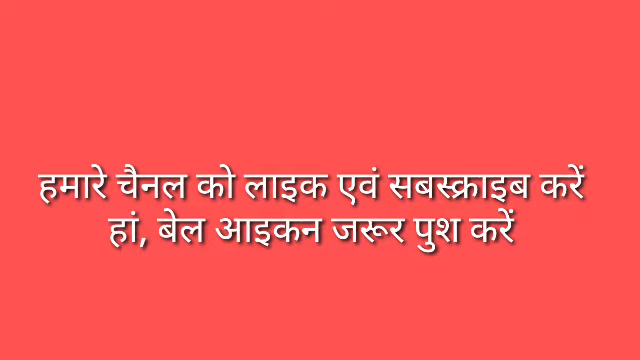 हमारे चैनल को लाइक एवं सबस्क्राइब करें
हां, बेल आइकन जरूर पुश करें